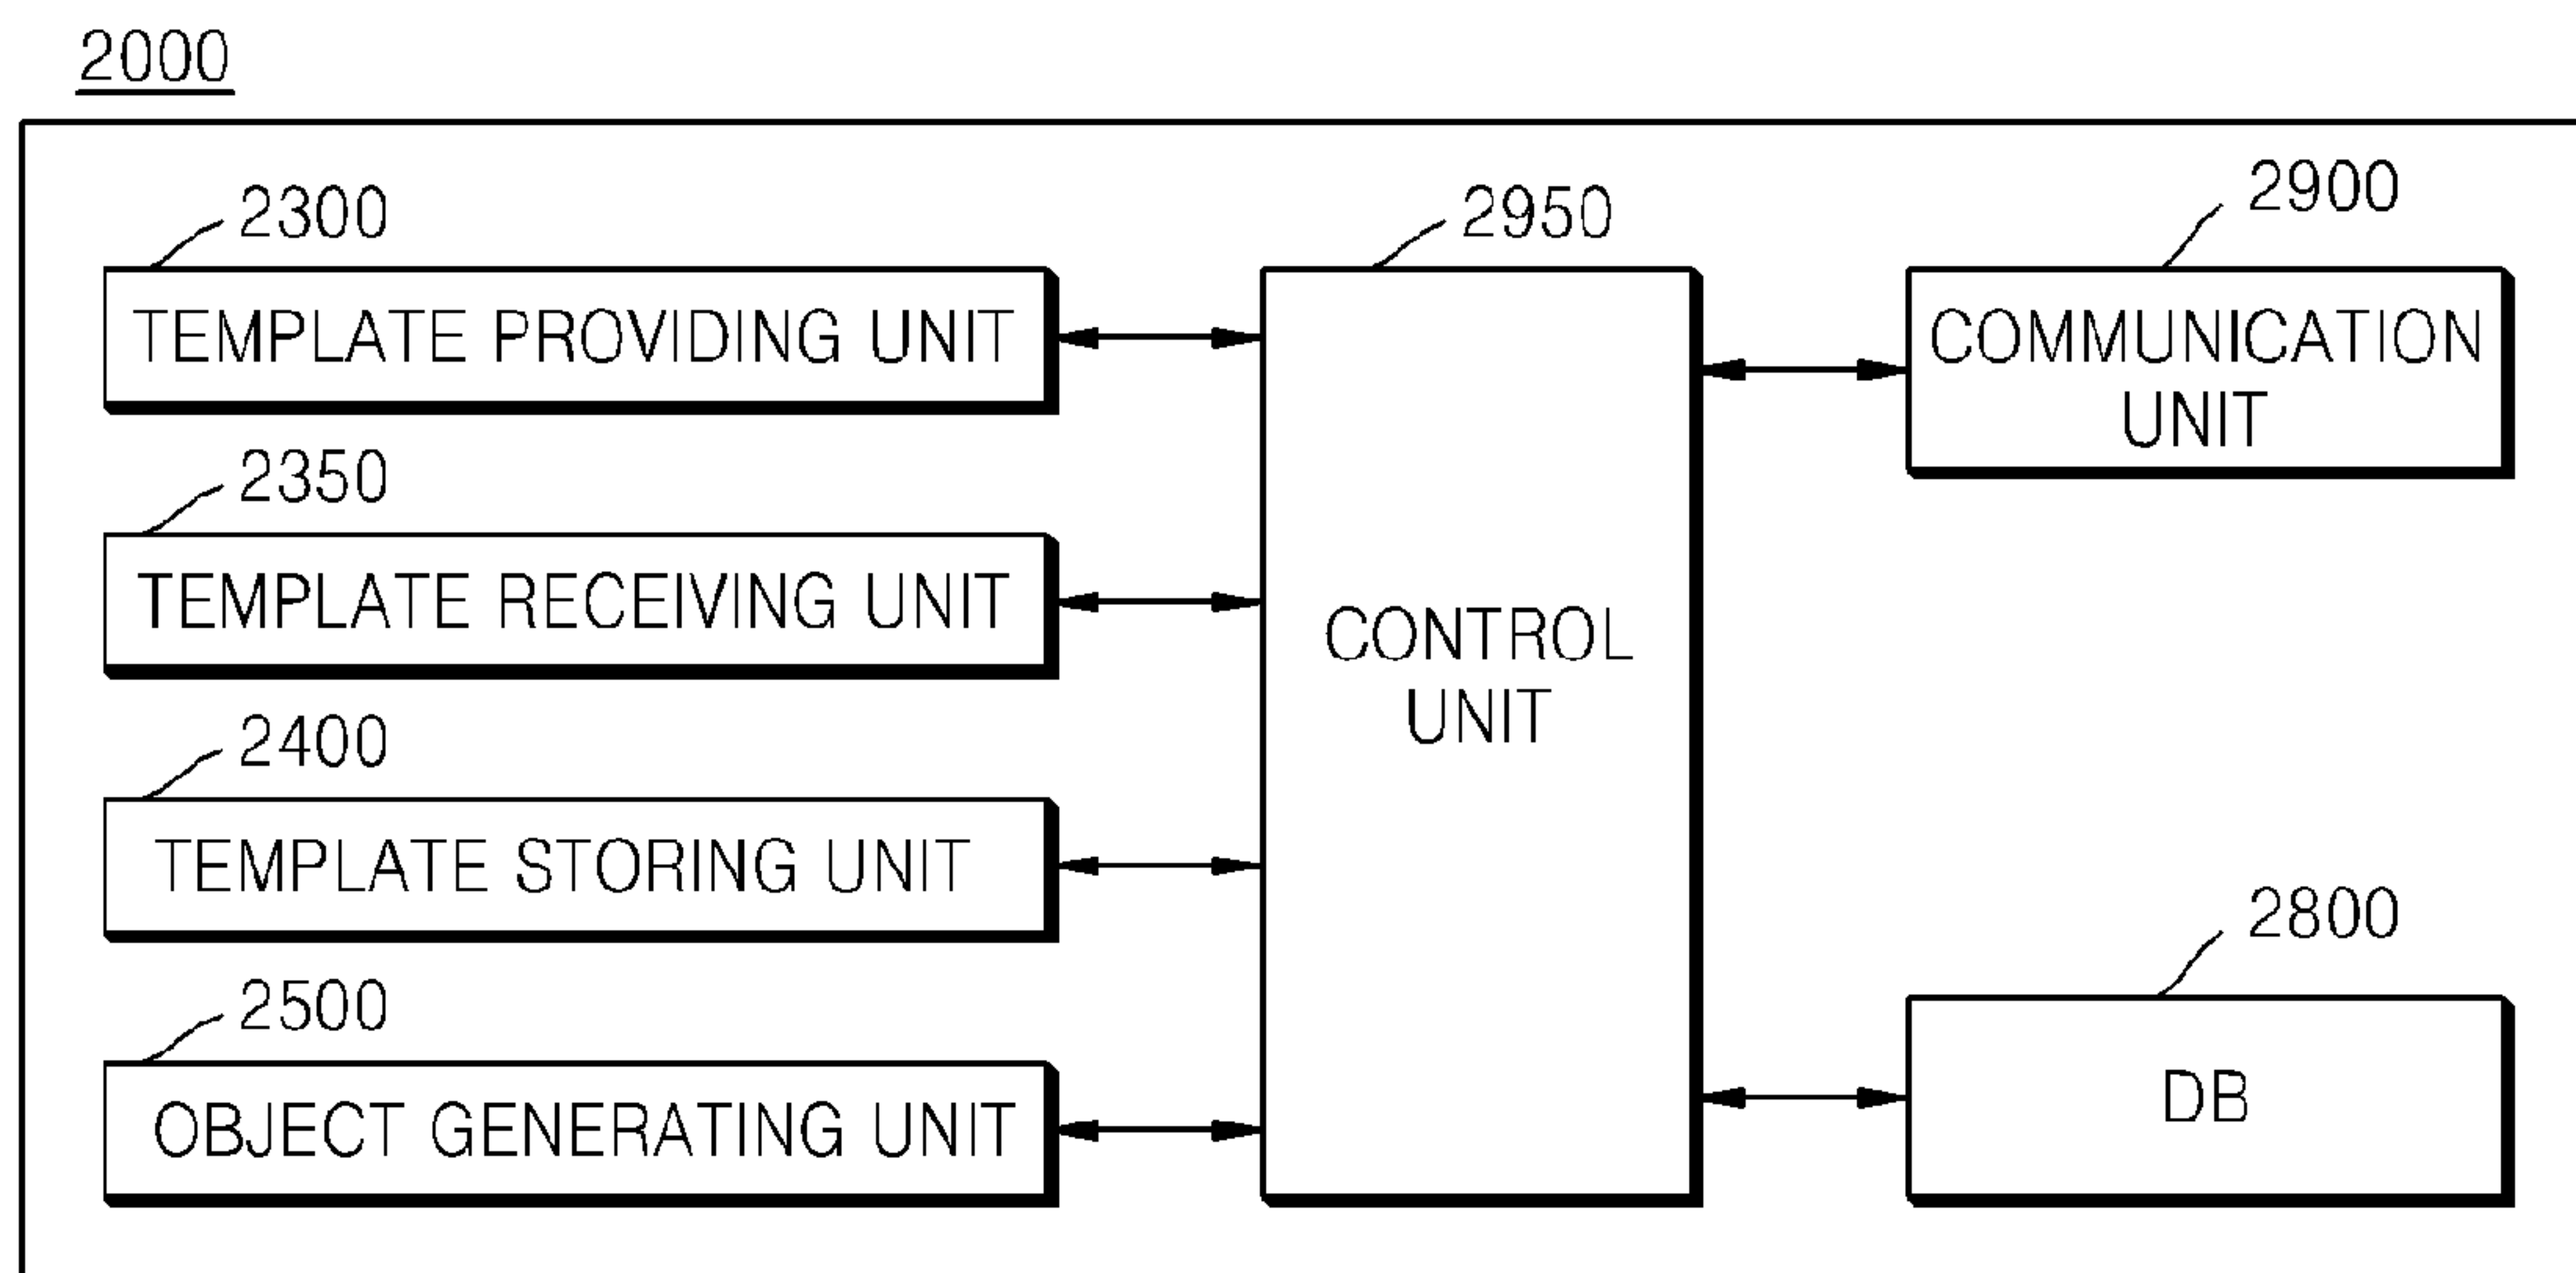 2000
2300
TEMPLATE PROVIDING UNIT
2350
TEMPLATE RECEIVING UNIT
2400
TEMPLATE STORING UNIT
2500
OBJECT GENERATING UNIT
2950
CONTROL
UNIT
2900
COMMUNICATION
UNIT
2800
DB